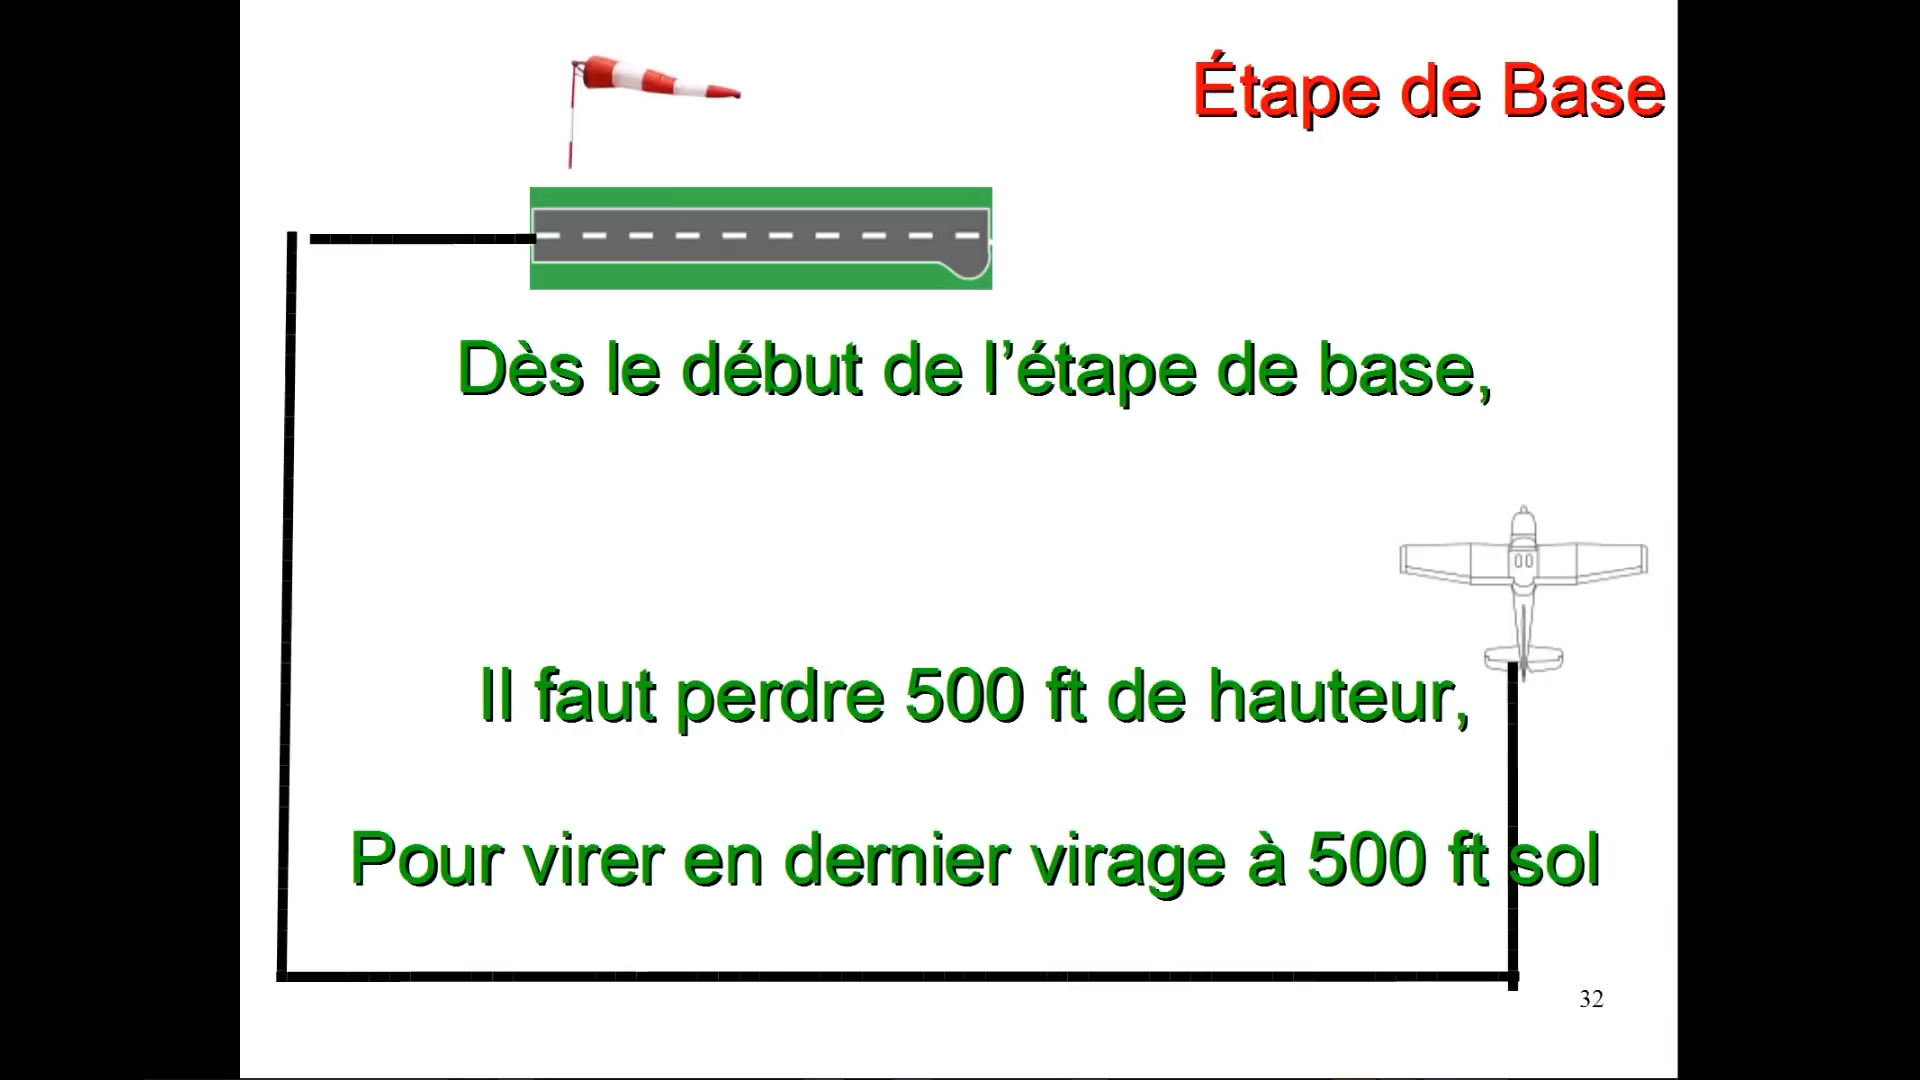 Étape de Base
Dès le début de l’étape de base,
Il faut perdre 500 ft de hauteur,
Pour virer en dernier virage à 500 ft sol
32